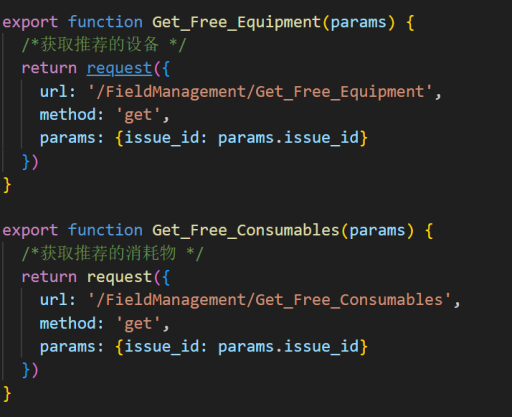 export function Get_Free_Equipment(params) {
/*获取推荐的设备 */
return request({
url: '/FieldManagement/Get_Free_Equipment',
method: 'get',
params: {issue_id: params.issue_id}
})
}
export function Get_Free_Consumables(params) {
/*获取推荐的消耗物 */
return request({
url: '/FieldManagement/Get_Free_Consumables',
method: 'get',
params: {issue_id: params.issue_id}
})
}